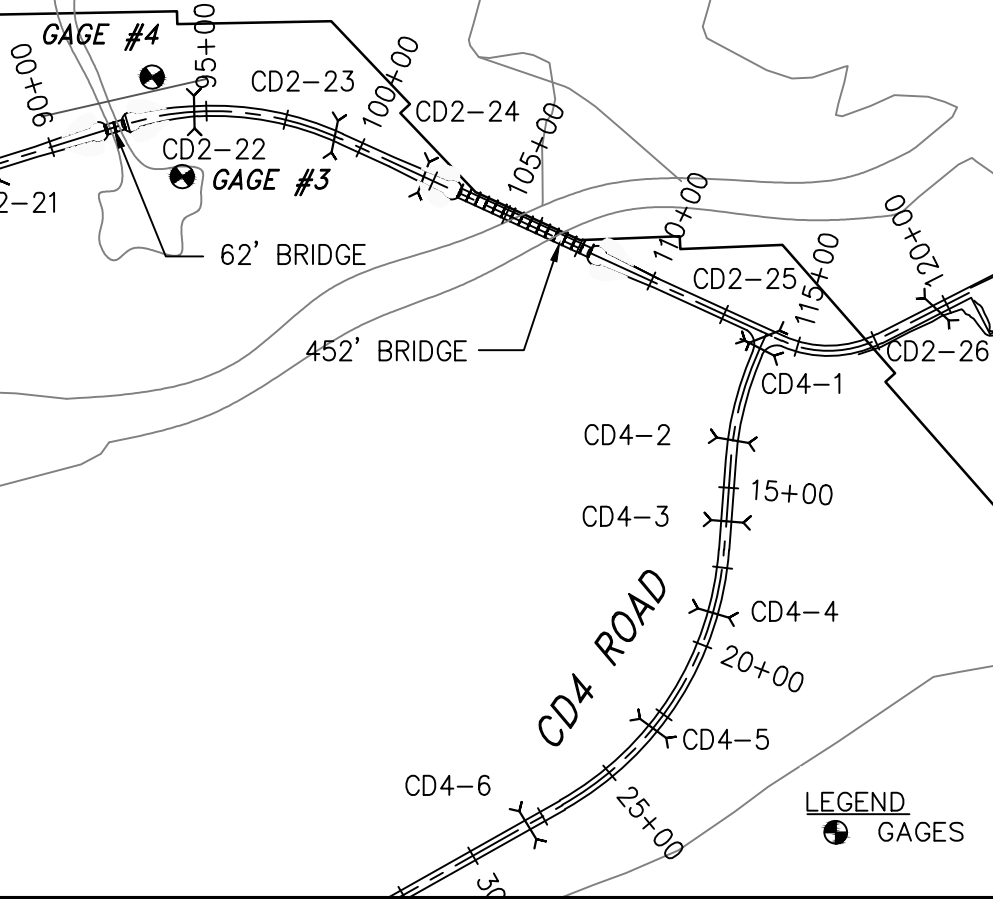 GAGE #4
90+00
95+00
CD2-23
100+00
CD2-24
105+00
CD2-22
GAGE #3
2-21
62' BRIDGE
110+00
120+00
CD2-25
115+00
452' BRIDGE
CD2-26
CD4-1
CD4-2
15+00
CD4-3
CD4 ROAD
CD4-4
20+00
CD4-5
CD4-6
25+00
30
LEGEND
GAGES